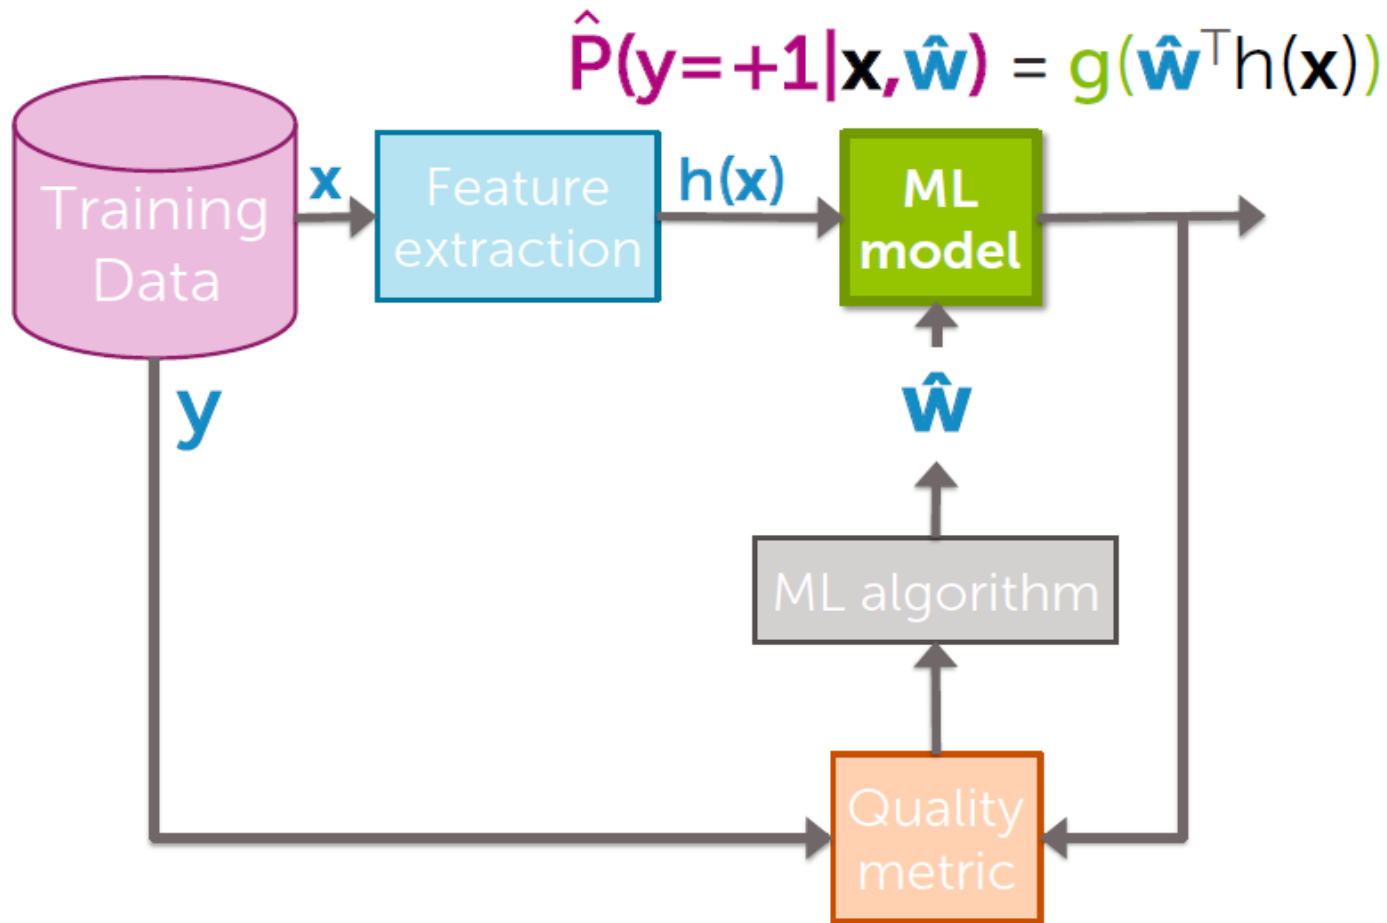 P̂(y=+1|x,ŵ) = g(ŵᵀh(x))
Training
Data
x
Feature
extraction
h(x)
ML
model
y
ŵ
ML algorithm
Quality
metric